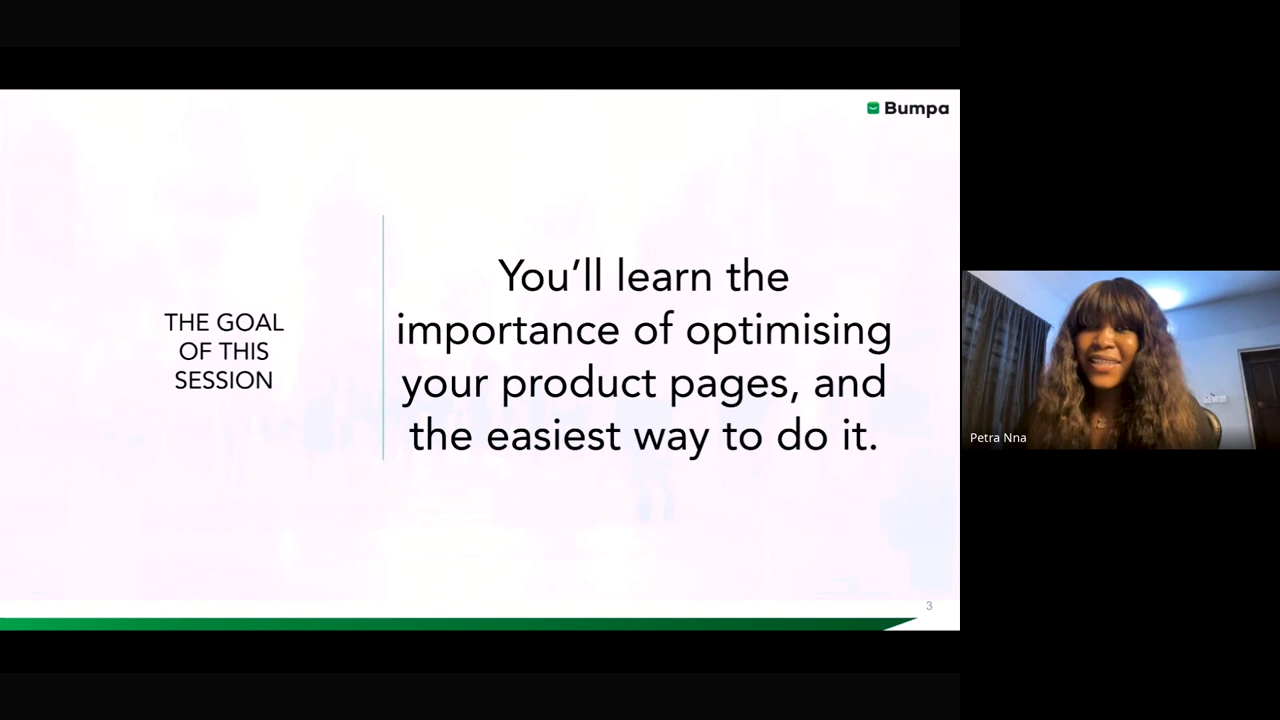 Bumpa
THE GOAL
OF THIS
SESSION
You’ll learn the
importance of optimising
your product pages, and
the easiest way to do it.
3
Petra Nna